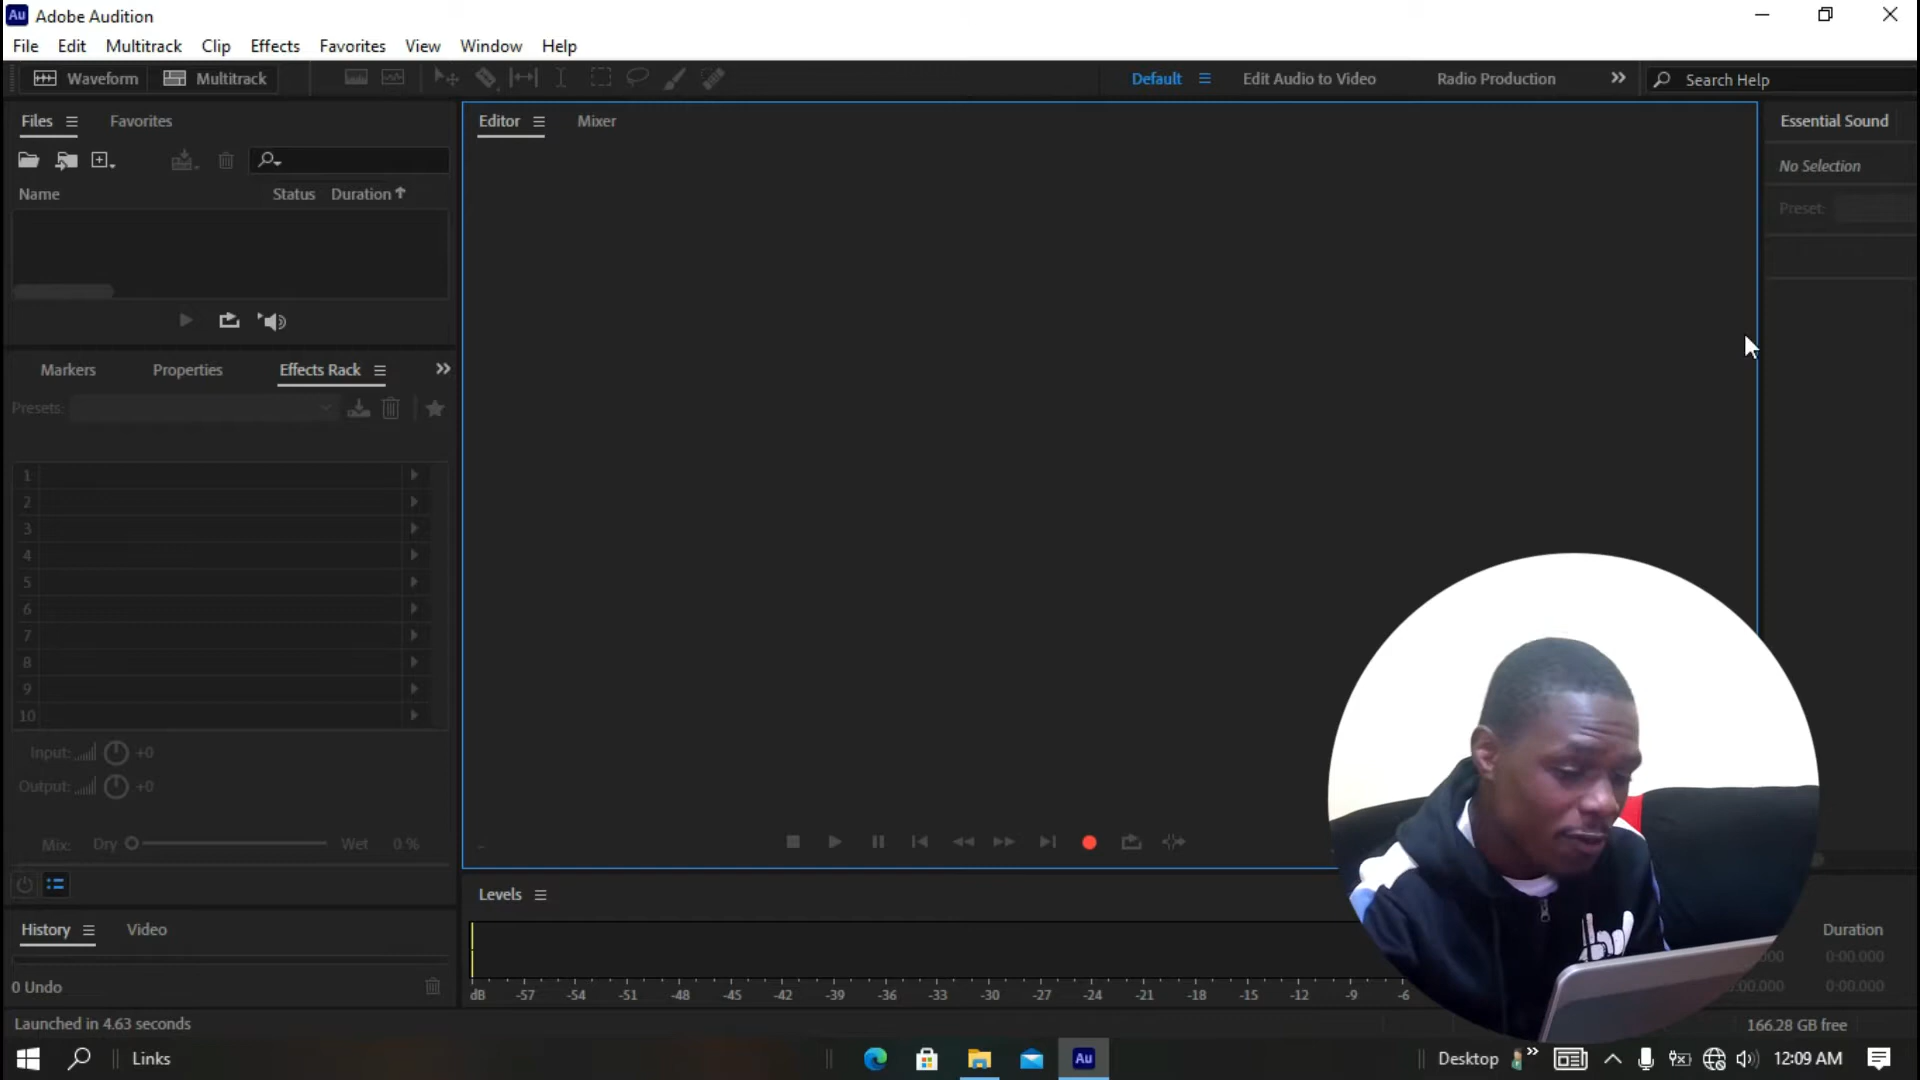 Au Adobe Audition
File Edit Multitrack Clip Effects Favorites View Window Help
Waveform Multitrack Default Edit Audio to Video Radio Production Search Help
Files Favorites
Editor Mixer
Essential Sound
No Selection
Preset:
Name Status Duration
Markers Properties Effects Rack
Presets:
1
2
3
4
5
6
7
8
9
10
Input: +0
Output: +0
Mix: Dry Wet 0 %
Levels
History Video
Duration
0:00.000
0:00.000
0 Undo
dB -57 -54 -51 -48 -45 -42 -39 -36 -33 -30 -27 -24 -21 -18 -15 -12 -9 -6
Launched in 4.63 seconds
166.28 GB free
Links Au Desktop 12:09 AM